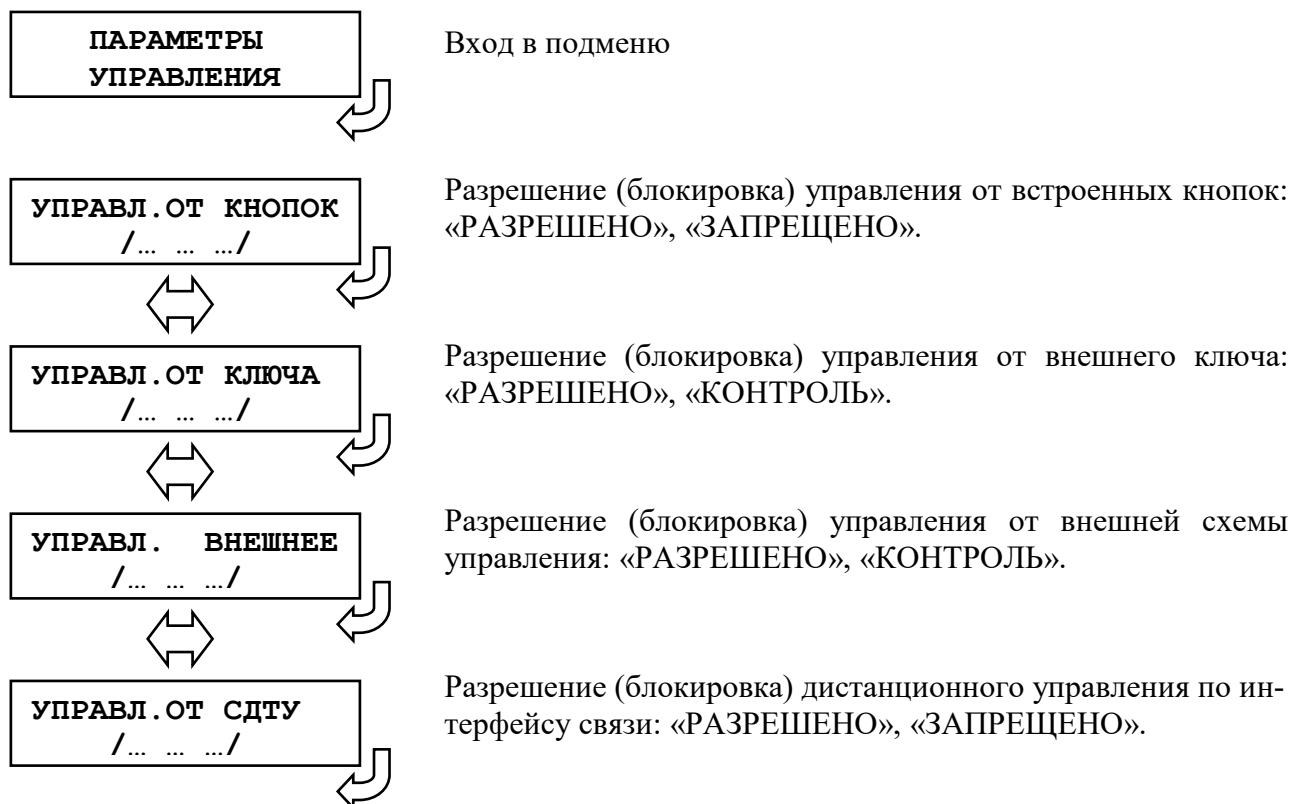 ПАРАМЕТРЫ
УПРАВЛЕНИЯ
Вход в подменю
УПРАВЛ.ОТ КНОПОК
/… … …/
Разрешение (блокировка) управления от встроенных кнопок:
«РАЗРЕШЕНО», «ЗАПРЕЩЕНО».
УПРАВЛ.ОТ КЛЮЧА
/… … …/
Разрешение (блокировка) управления от внешнего ключа:
«РАЗРЕШЕНО», «КОНТРОЛЬ».
УПРАВЛ. ВНЕШНЕЕ
/… … …/
Разрешение (блокировка) управления от внешней схемы
управления: «РАЗРЕШЕНО», «КОНТРОЛЬ».
УПРАВЛ.ОТ СДТУ
/… … …/
Разрешение (блокировка) дистанционного управления по ин-
терфейсу связи: «РАЗРЕШЕНО», «ЗАПРЕЩЕНО».